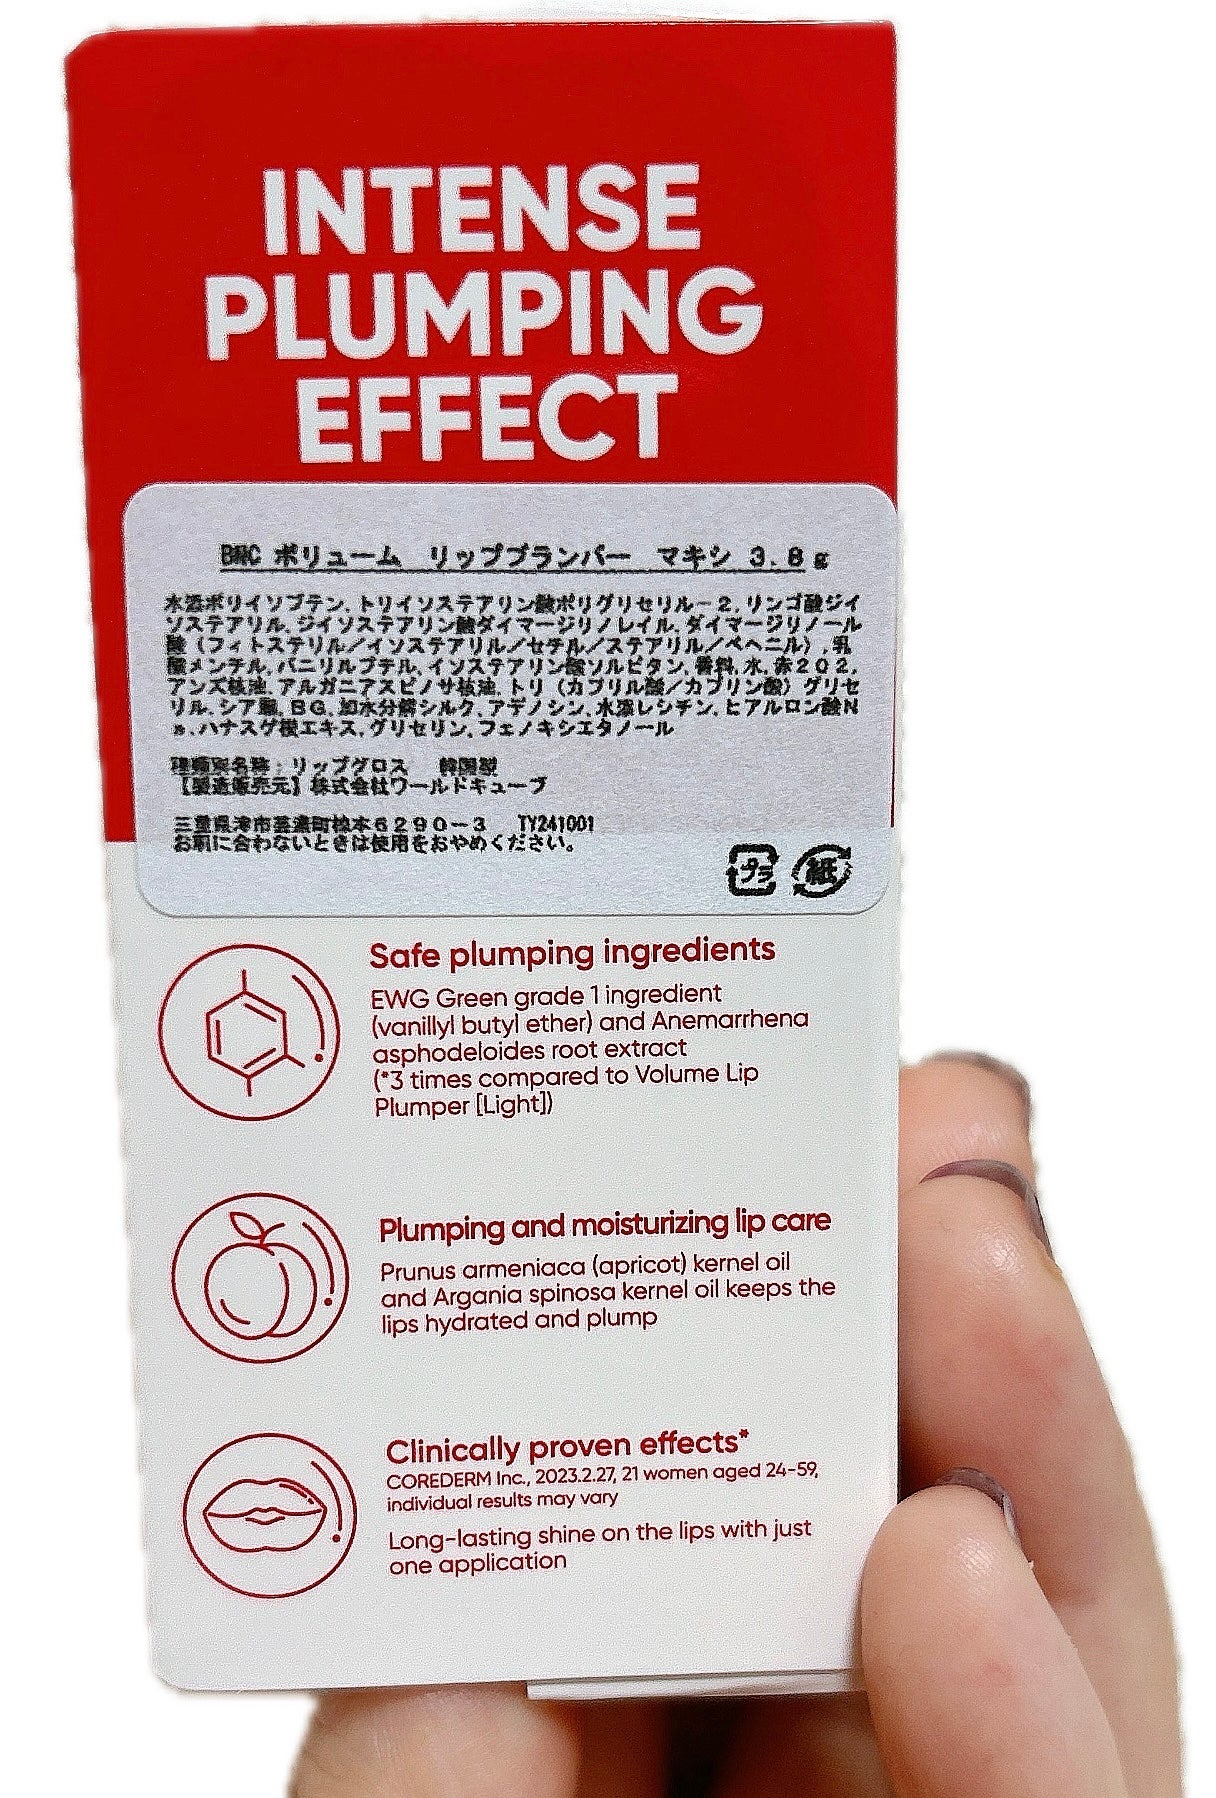 INTENSE
PLUMPING
EFFECT
BNC ボリューム リッププランパー マキシ 3.8g
水添ポリイソブテン、トリイソステアリン酸ポリグリセリル－2、リンゴ酸ジイ
ソステアリル、ジイソステアリン酸ダイマージリノレイル、ダイマージリノール
酸（フィトステリル／イソステアリル／セチル／ステアリル／ベヘニル）、乳
酸メンチル、バニリルブチル、イソステアリン酸ソルビタン、香料、水、赤202、
アンズ核油、アルガニアスピノサ核油、トリ（カプリル酸／カプリン酸）グリセ
リル、シア脂、BG、加水分解シルク、アデノシン、水添レシチン、ヒアルロン酸N
a、ハナスゲ根エキス、グリセリン、フェノキシエタノール
種類別名称：リップグロス 韓国製
【製造販売元】株式会社ワールドキューブ
三重県津市芸濃町椋本6290－3 TY241001
お肌に合わないときは使用をおやめください。
プラ 紙
Safe plumping ingredients
EWG Green grade 1 ingredient
(vanillyl butyl ether) and Anemarrhena
asphodeloides root extract
(*3 times compared to Volume Lip
Plumper [Light])
Plumping and moisturizing lip care
Prunus armeniaca (apricot) kernel oil
and Argania spinosa kernel oil keeps the
lips hydrated and plump
Clinically proven effects*
COREDERM Inc., 2023.2.27, 21 women aged 24-59,
individual results may vary
Long-lasting shine on the lips with just
one application